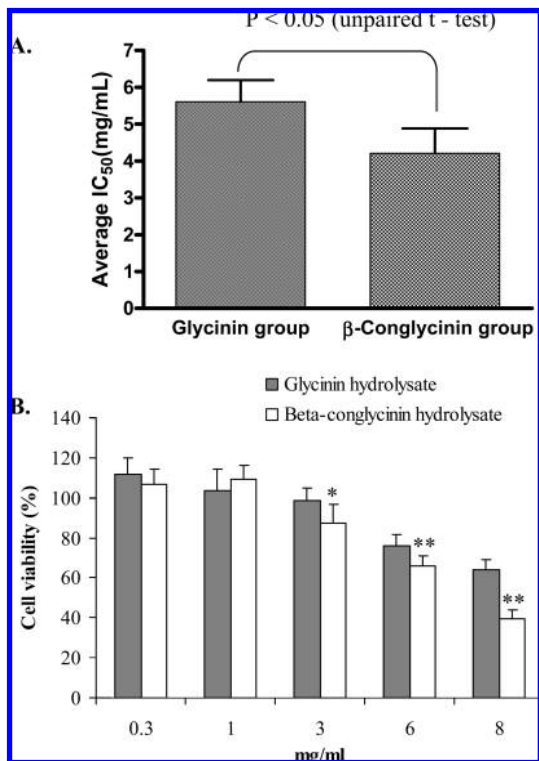 P < 0.05 (unpaired t - test)
A.
Average IC50(mg/mL)
7
6
5
4
3
2
1
0
Glycinin group
β-Conglycinin group
Glycinin hydrolysate
Beta-conglycinin hydrolysate
B.
Cell viability (%)
140
120
100
80
60
40
20
0
*
**
**
0.3 1 3 6 8
mg/ml